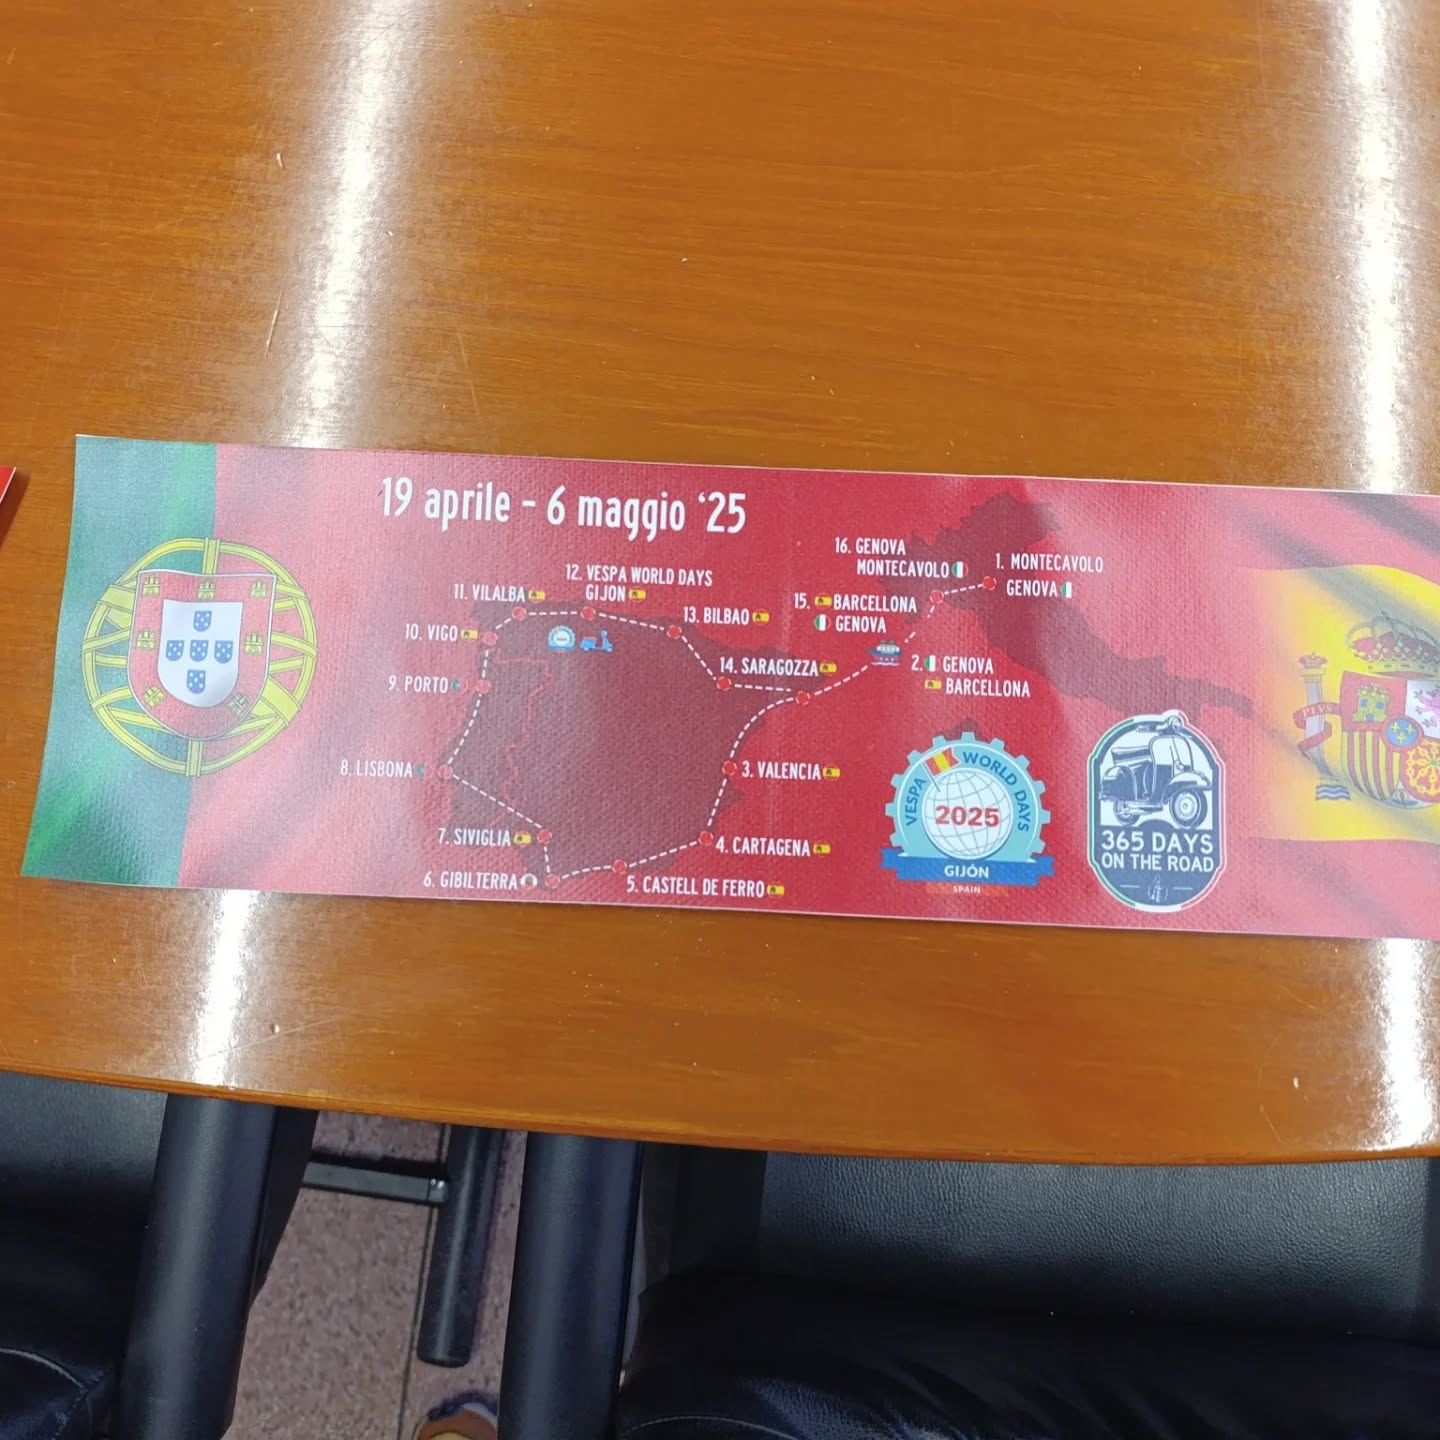 19 aprile - 6 maggio '25
16. GENOVA
MONTECAVOLO
1. MONTECAVOLO
GENOVA
12. VESPA WORLD DAYS
GIJON
11. VILALBA
13. BILBAO
15. BARCELLONA
GENOVA
10. VIGO
14. SARAGOZZA
2. GENOVA
BARCELLONA
9. PORTO
8. LISBONA
3. VALENCIA
7. SIVIGLIA
4. CARTAGENA
6. GIBILTERRA
5. CASTELL DE FERRO
VESPA WORLD DAYS
2025
GIJÓN
SPAIN
365 DAYS
ON THE ROAD
PLVS